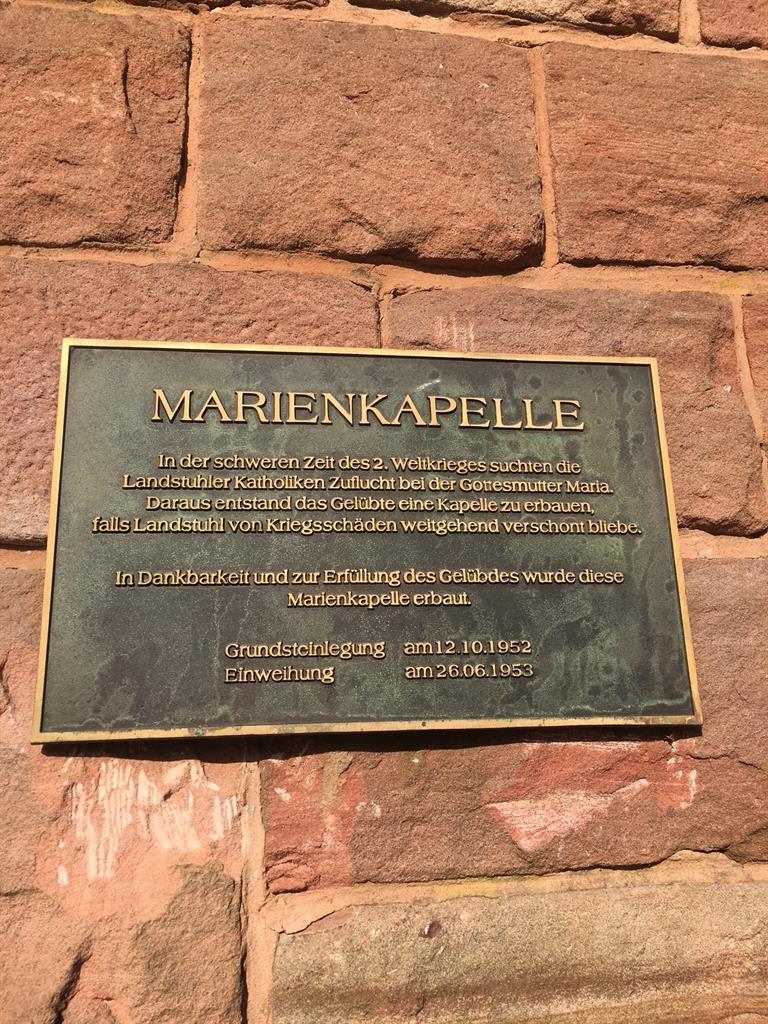 MARIENKAPELLE
In der schweren Zeit des 2. Weltkrieges suchten die
Landstuhler Katholiken Zuflucht bei der Gottesmutter Maria.
Daraus entstand das Gelübte eine Kapelle zu erbauen,
falls Landstuhl von Kriegsschäden weitgehend verschont bliebe.
In Dankbarkeit und zur Erfüllung des Gelübdes wurde diese
Marienkapelle erbaut.
Grundsteinlegung am 12.10.1952
Einweihung am 26.06.1953